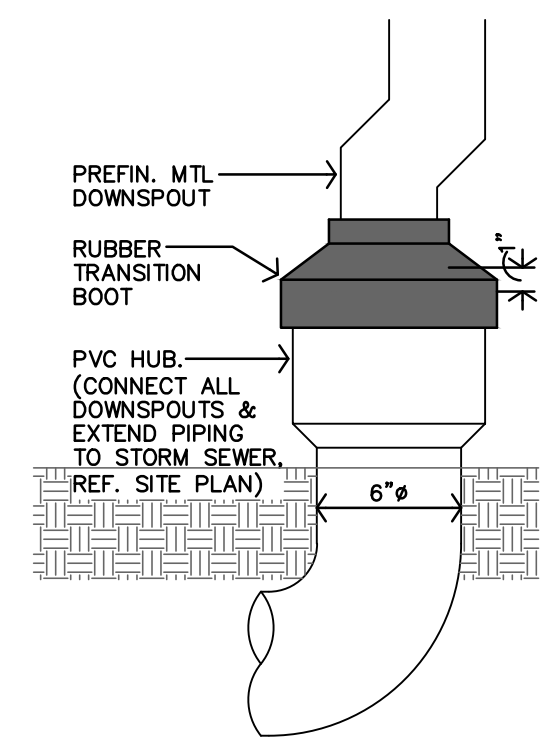 PREFIN. MTL
DOWNSPOUT
RUBBER
TRANSITION
BOOT
1"
PVC HUB.
(CONNECT ALL
DOWNSPOUTS &
EXTEND PIPING
TO STORM SEWER,
REF. SITE PLAN)
6"ø